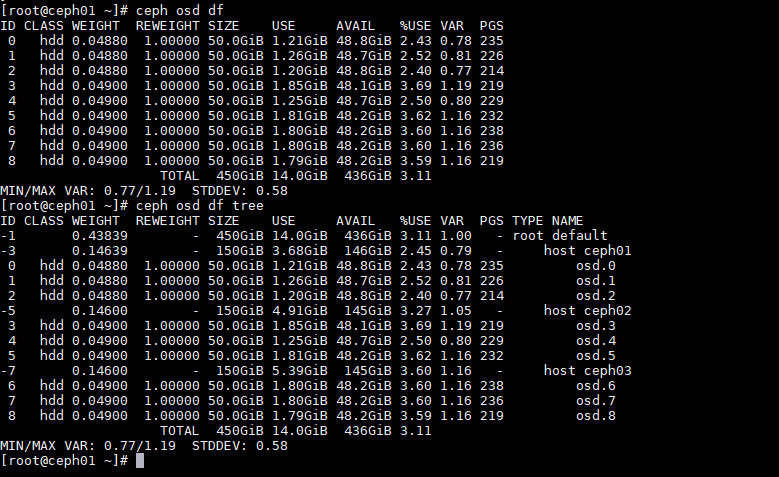 [root@ceph01 ~]# ceph osd df
ID CLASS WEIGHT  REWEIGHT SIZE    USE     AVAIL   %USE VAR  PGS
 0   hdd 0.04880  1.00000 50.0GiB 1.21GiB 48.8GiB 2.43 0.78 235
 1   hdd 0.04880  1.00000 50.0GiB 1.26GiB 48.7GiB 2.52 0.81 226
 2   hdd 0.04880  1.00000 50.0GiB 1.20GiB 48.8GiB 2.40 0.77 214
 3   hdd 0.04900  1.00000 50.0GiB 1.85GiB 48.1GiB 3.69 1.19 219
 4   hdd 0.04900  1.00000 50.0GiB 1.25GiB 48.7GiB 2.50 0.80 229
 5   hdd 0.04900  1.00000 50.0GiB 1.81GiB 48.2GiB 3.62 1.16 232
 6   hdd 0.04900  1.00000 50.0GiB 1.80GiB 48.2GiB 3.60 1.16 238
 7   hdd 0.04900  1.00000 50.0GiB 1.80GiB 48.2GiB 3.60 1.16 236
 8   hdd 0.04900  1.00000 50.0GiB 1.79GiB 48.2GiB 3.59 1.16 219
                    TOTAL  450GiB 14.0GiB  436GiB 3.11
MIN/MAX VAR: 0.77/1.19  STDDEV: 0.58
[root@ceph01 ~]# ceph osd df tree
ID CLASS WEIGHT  REWEIGHT SIZE    USE     AVAIL   %USE VAR  PGS TYPE NAME
-1       0.43839        -  450GiB 14.0GiB  436GiB 3.11 1.00   - root default
-3       0.14639        -  150GiB 3.68GiB  146GiB 2.45 0.79   -     host ceph01
 0   hdd 0.04880  1.00000 50.0GiB 1.21GiB 48.8GiB 2.43 0.78 235         osd.0
 1   hdd 0.04880  1.00000 50.0GiB 1.26GiB 48.7GiB 2.52 0.81 226         osd.1
 2   hdd 0.04880  1.00000 50.0GiB 1.20GiB 48.8GiB 2.40 0.77 214         osd.2
-5       0.14600        -  150GiB 4.91GiB  145GiB 3.27 1.05   -     host ceph02
 3   hdd 0.04900  1.00000 50.0GiB 1.85GiB 48.1GiB 3.69 1.19 219         osd.3
 4   hdd 0.04900  1.00000 50.0GiB 1.25GiB 48.7GiB 2.50 0.80 229         osd.4
 5   hdd 0.04900  1.00000 50.0GiB 1.81GiB 48.2GiB 3.62 1.16 232         osd.5
-7       0.14600        -  150GiB 5.39GiB  145GiB 3.60 1.16   -     host ceph03
 6   hdd 0.04900  1.00000 50.0GiB 1.80GiB 48.2GiB 3.60 1.16 238         osd.6
 7   hdd 0.04900  1.00000 50.0GiB 1.80GiB 48.2GiB 3.60 1.16 236         osd.7
 8   hdd 0.04900  1.00000 50.0GiB 1.79GiB 48.2GiB 3.59 1.16 219         osd.8
                    TOTAL  450GiB 14.0GiB  436GiB 3.11
MIN/MAX VAR: 0.77/1.19  STDDEV: 0.58
[root@ceph01 ~]#